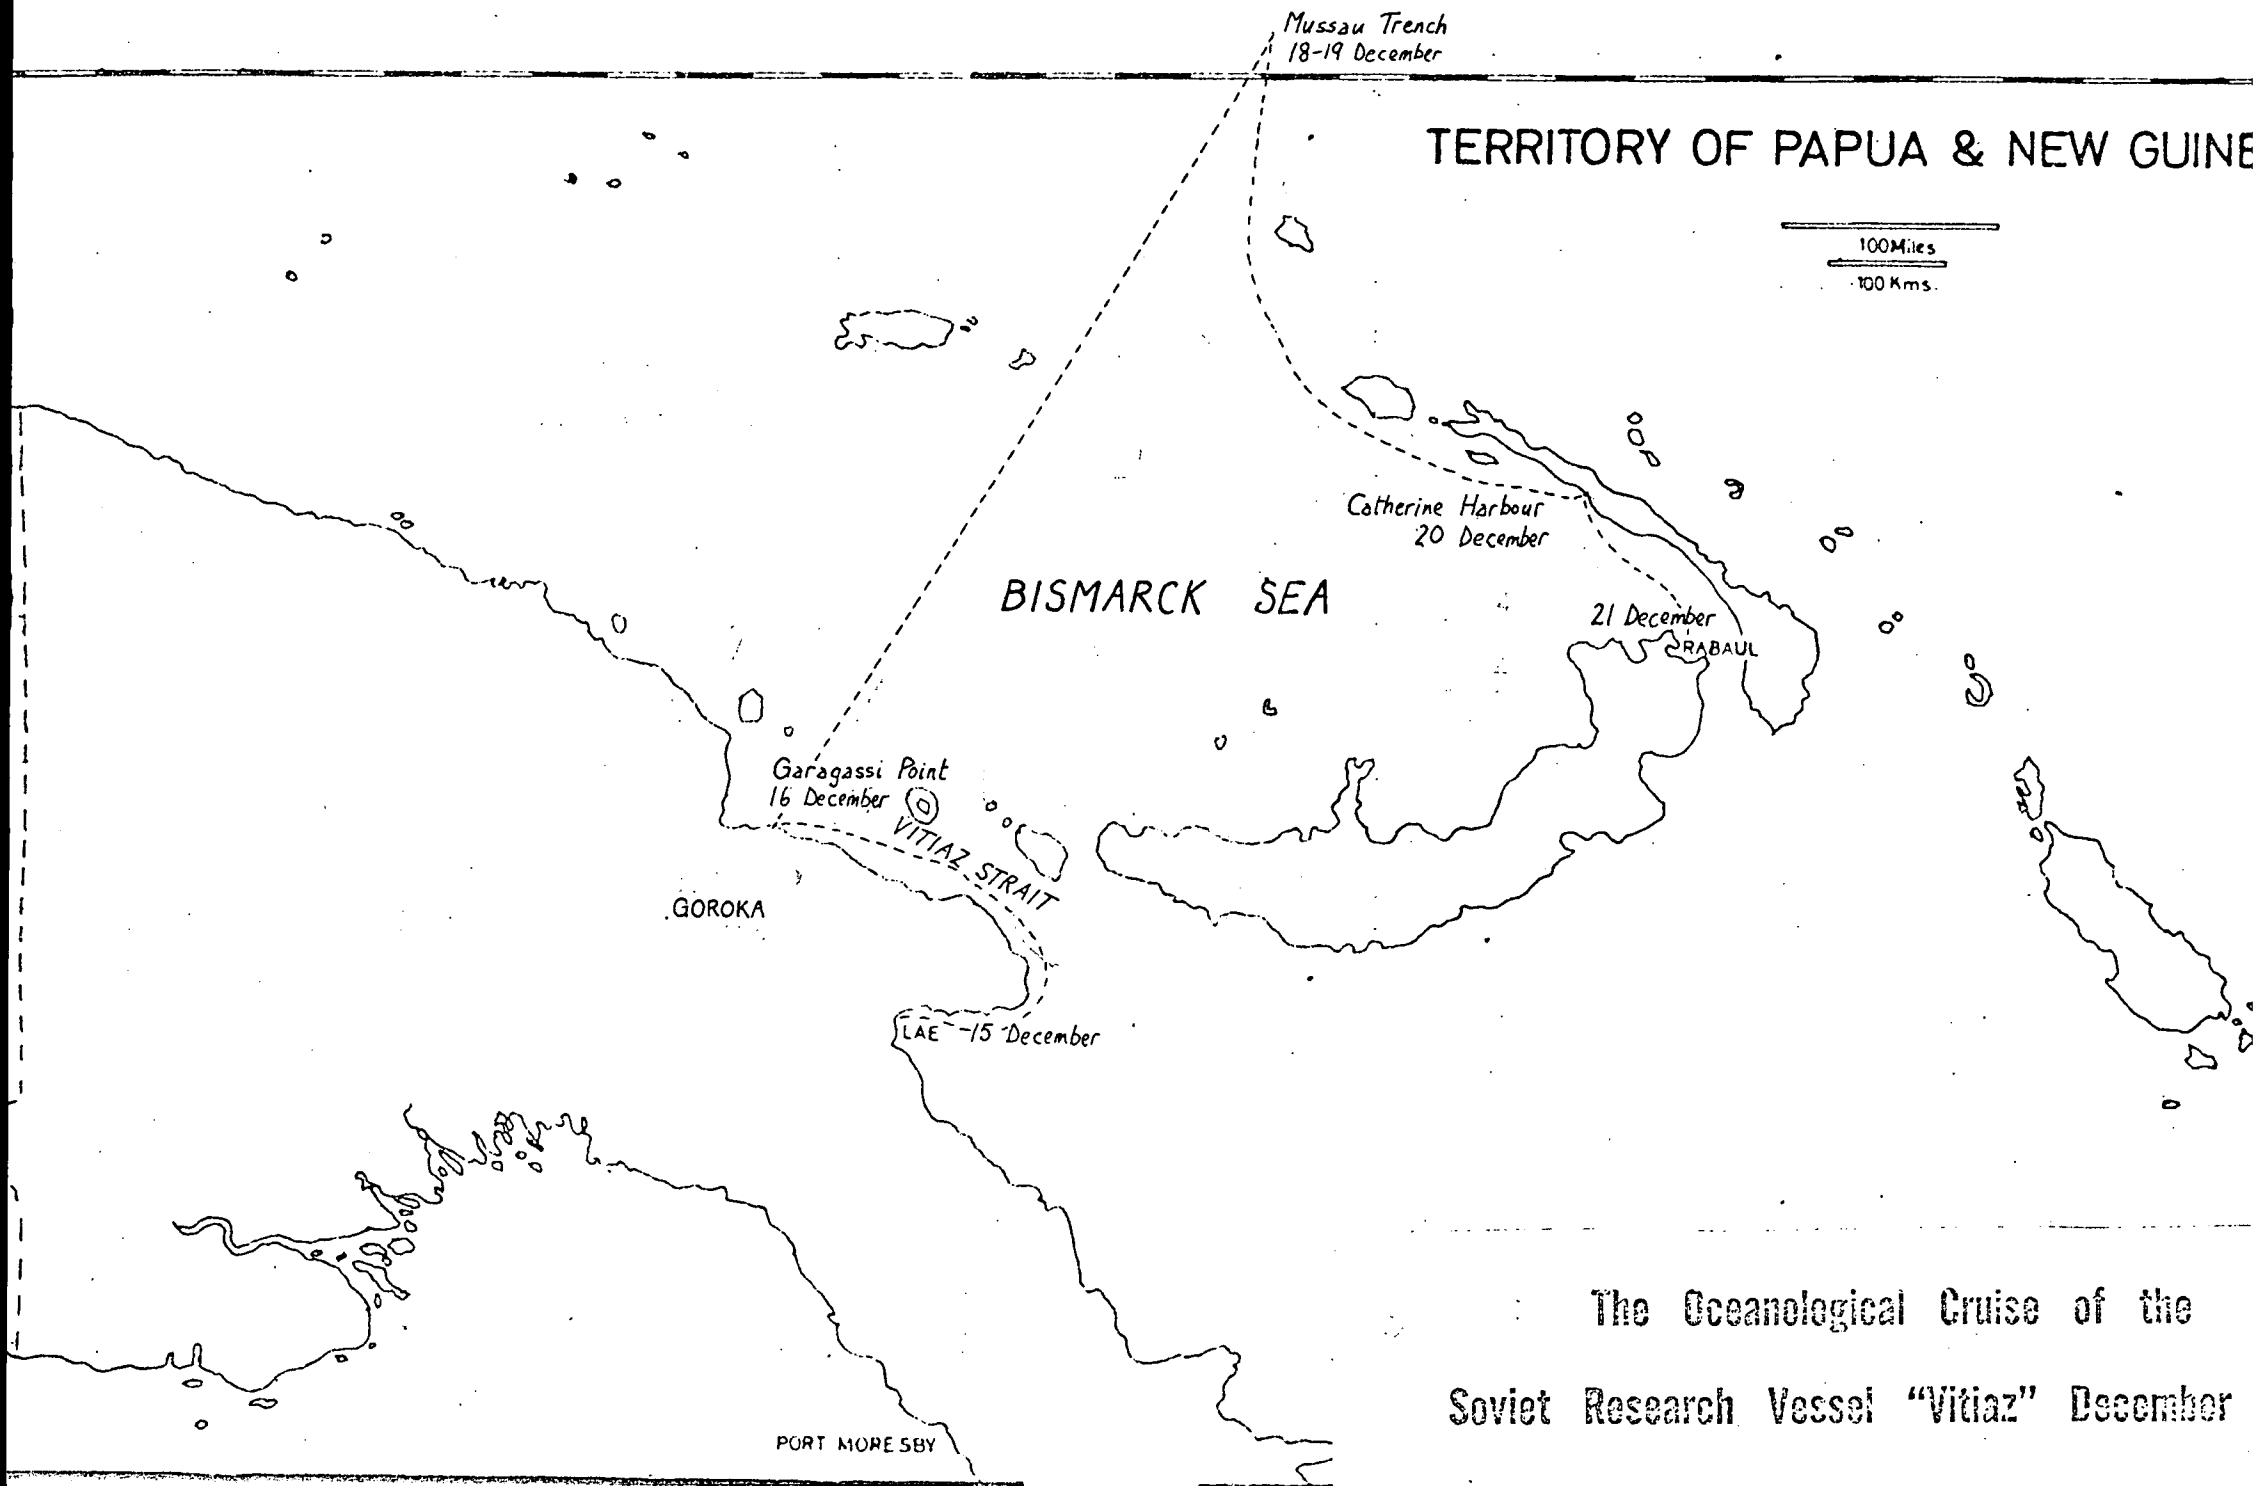 Mussau Trench
18-19 December
TERRITORY OF PAPUA & NEW GUINE
100 Miles
100 Kms.
Catherine Harbour
20 December
BISMARCK SEA
21 December
RABAUL
Garagassi Point
16 December
VITIAZ STRAIT
GOROKA
LAE 15 December
PORT MORESBY
The Oceanological Cruise of the
Soviet Research Vessel “Vitiaz” December